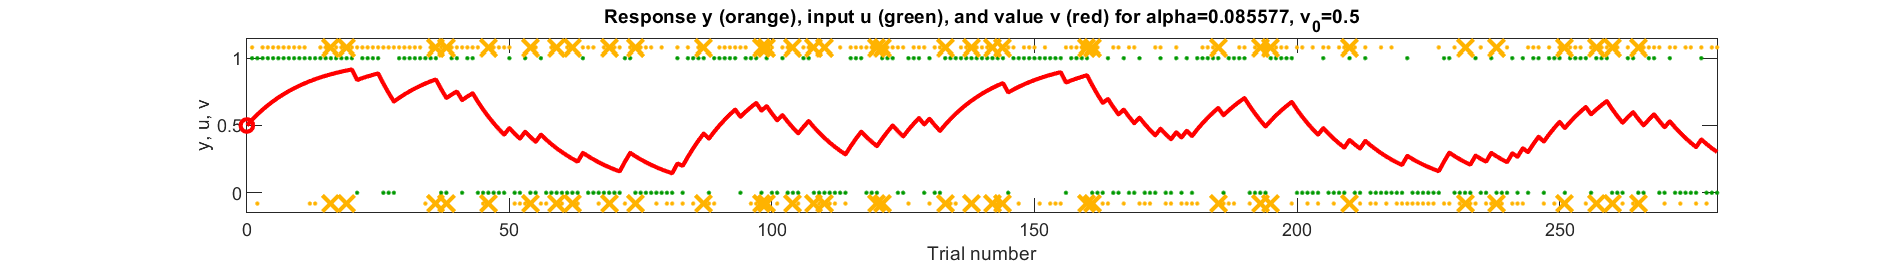 Response y (orange), input u (green), and value v (red) for alpha=0.085577, v0=0.5
y, u, v
1
0.5
0
0 50 100 150 200 250
Trial number